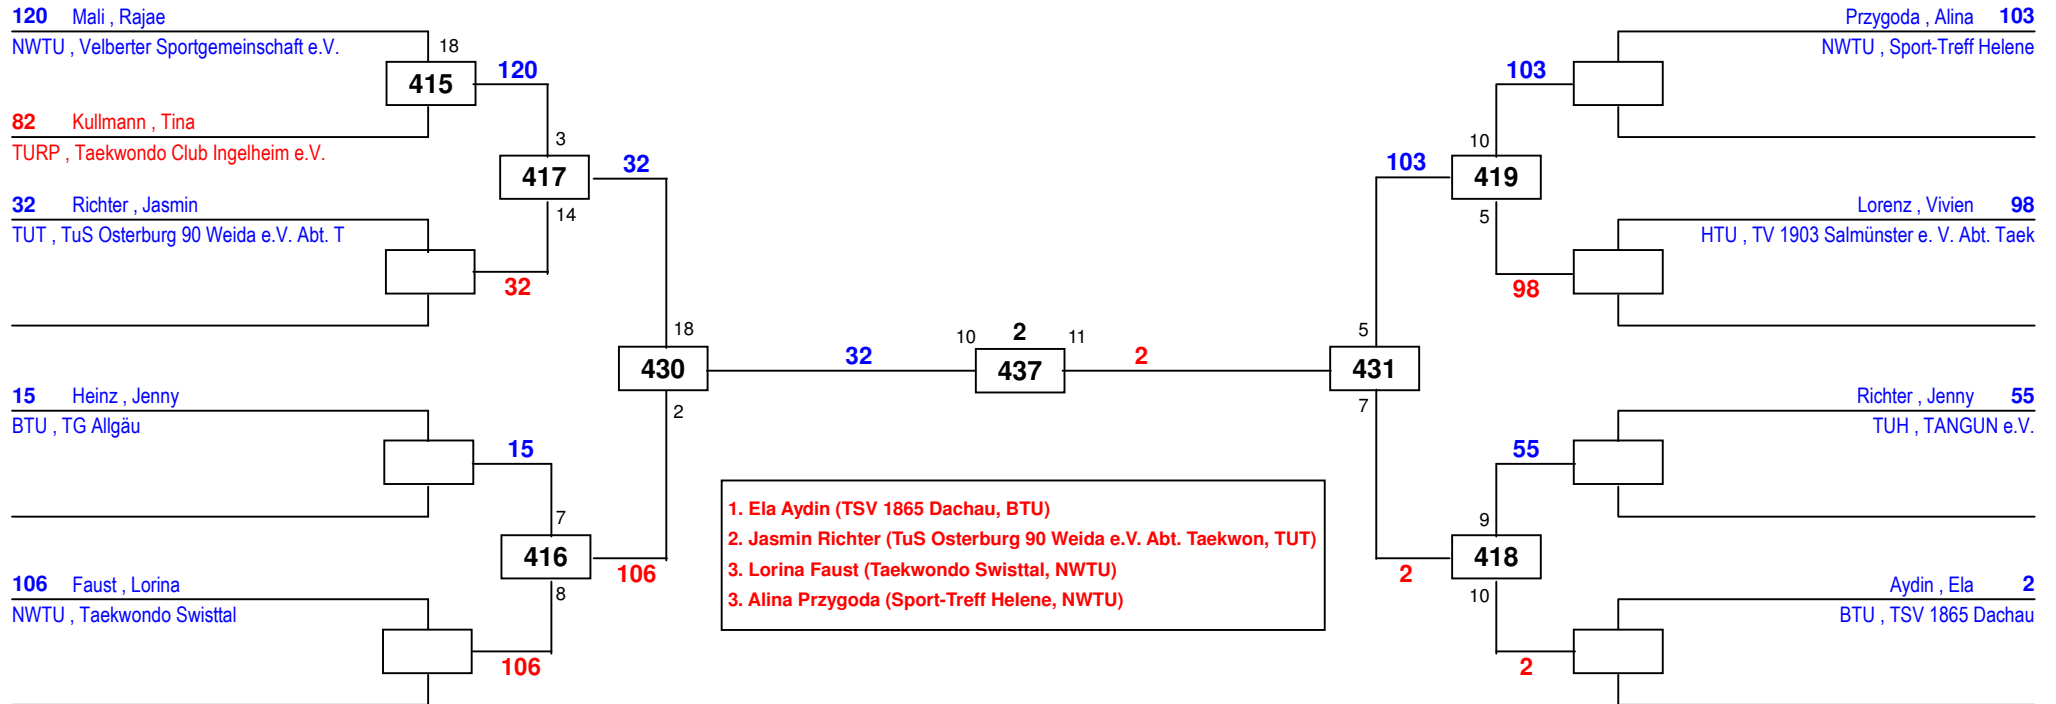 120 Mali , Rajae
NWTU , Velberter Sportgemeinschaft e.V.
18
415
120
82 Kullmann , Tina
TURP , Taekwondo Club Ingelheim e.V.
3
417
32
14
32 Richter , Jasmin
TUT , TuS Osterburg 90 Weida e.V. Abt. T
32
18
430
32
2
15 Heinz , Jenny
BTU , TG Allgäu
15
7
416
106
8
106 Faust , Lorina
NWTU , Taekwondo Swisttal
106
10 2 11
437
2
1. Ela Aydin (TSV 1865 Dachau, BTU)
2. Jasmin Richter (TuS Osterburg 90 Weida e.V. Abt. Taekwon, TUT)
3. Lorina Faust (Taekwondo Swisttal, NWTU)
3. Alina Przygoda (Sport-Treff Helene, NWTU)
Przygoda , Alina 103
NWTU , Sport-Treff Helene
103
10
103
419
5
Lorenz , Vivien 98
HTU , TV 1903 Salmünster e. V. Abt. Taek
98
5
431
7
Richter , Jenny 55
TUH , TANGUN e.V.
55
9
418
2
10
Aydin , Ela 2
BTU , TSV 1865 Dachau
2